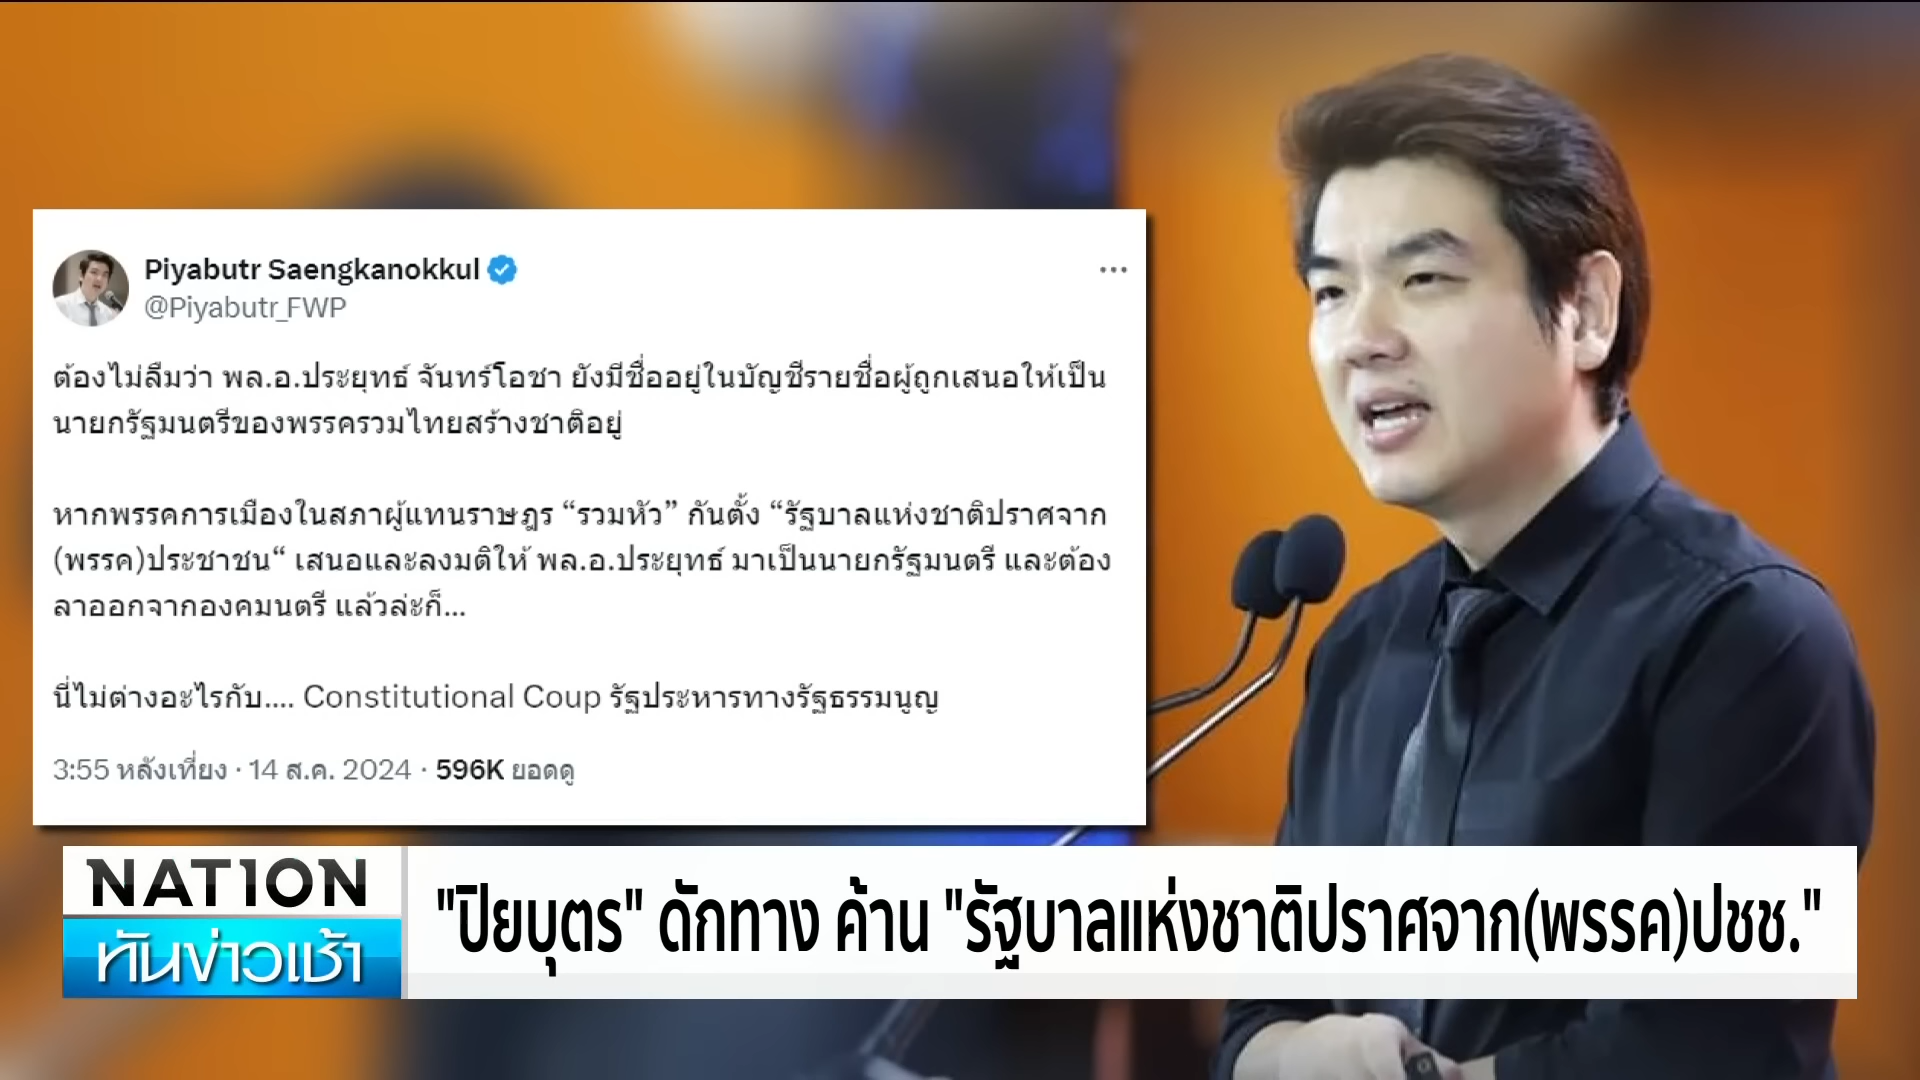 Piyabutr Saengkanokkul
@Piyabutr_FWP
ต้องไม่ลืมว่า พล.อ.ประยุทธ์ จันทร์โอชา ยังมีชื่ออยู่ในบัญชีรายชื่อผู้ถูกเสนอให้เป็น
นายกรัฐมนตรีของพรรครวมไทยสร้างชาติอยู่
หากพรรคการเมืองในสภาผู้แทนราษฎร “รวมหัว” กันตั้ง “รัฐบาลแห่งชาติปราศจาก
(พรรค)ประชาชน“ เสนอและลงมติให้ พล.อ.ประยุทธ์ มาเป็นนายกรัฐมนตรี และต้อง
ลาออกจากองคมนตรี แล้วล่ะก็...
นี่ไม่ต่างอะไรกับ.... Constitutional Coup รัฐประหารทางรัฐธรรมนูญ
3:55 หลังเที่ยง · 14 ส.ค. 2024 · 596K ยอดดู
NATION
ทันข่าวเช้า
"ปิยบุตร" ดักทาง ค้าน "รัฐบาลแห่งชาติปราศจาก(พรรค)ปชช."